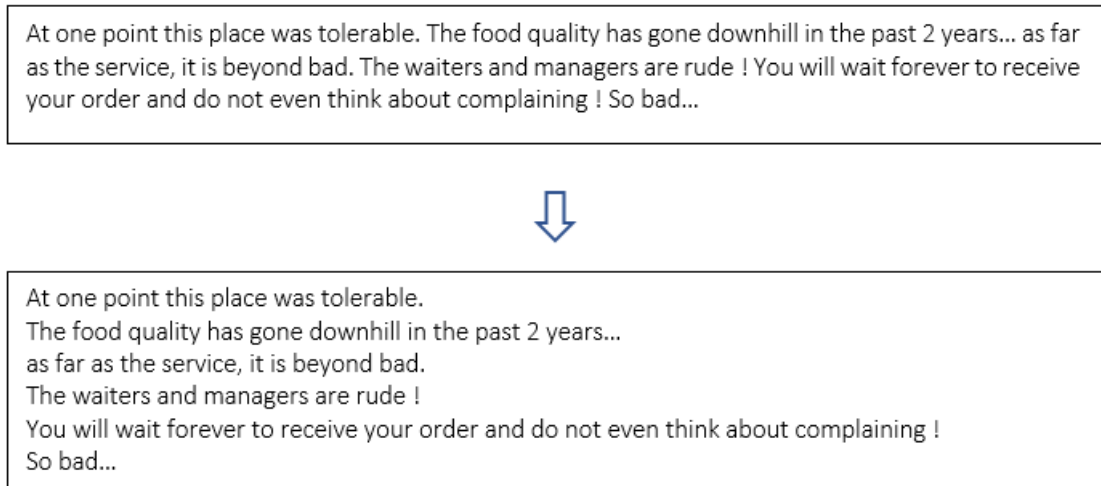 At one point this place was tolerable. The food quality has gone downhill in the past 2 years... as far
as the service, it is beyond bad. The waiters and managers are rude ! You will wait forever to receive
your order and do not even think about complaining ! So bad...
At one point this place was tolerable.
The food quality has gone downhill in the past 2 years...
as far as the service, it is beyond bad.
The waiters and managers are rude !
You will wait forever to receive your order and do not even think about complaining !
So bad...